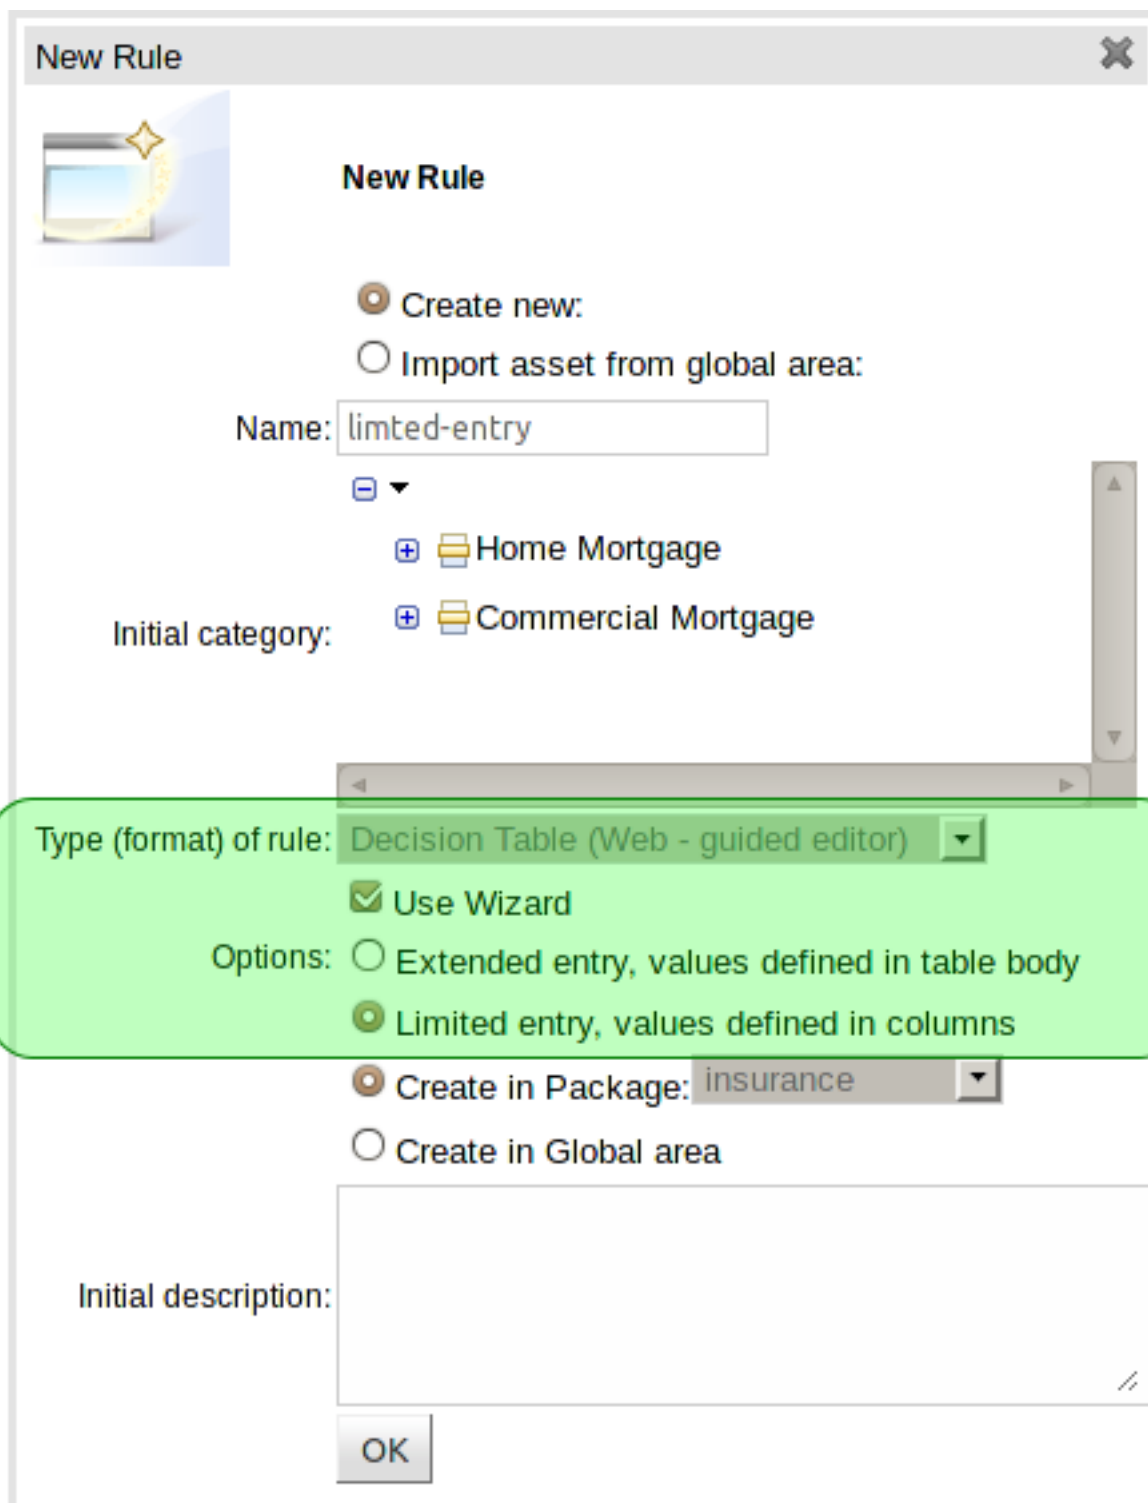 New Rule
New Rule
Create new:
Import asset from global area:
Name: limted-entry
Home Mortgage
Commercial Mortgage
Initial category:
Type (format) of rule: Decision Table (Web - guided editor)
Use Wizard
Options:
Extended entry, values defined in table body
Limited entry, values defined in columns
Create in Package: insurance
Create in Global area
Initial description:
OK